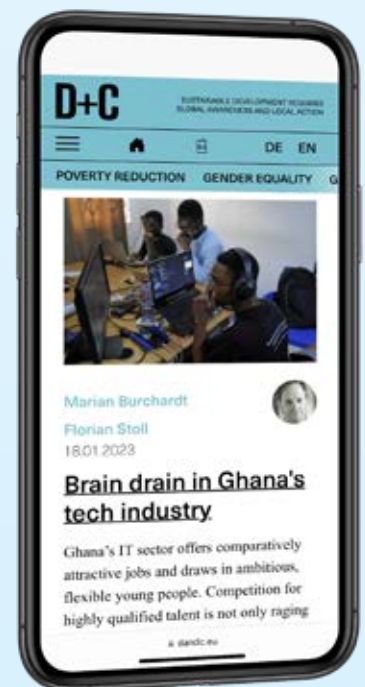 D+C
SUSTAINABLE DEVELOPMENT REQUIRES
GLOBAL AWARENESS AND LOCAL ACTION
DE EN
POVERTY REDUCTION GENDER EQUALITY G
Marian Burchardt
Florian Stoll
18.01.2023
Brain drain in Ghana's
tech industry
Ghana's IT sector offers comparatively
attractive jobs and draws in ambitious,
flexible young people. Competition for
highly qualified talent is not only raging
dandc.eu